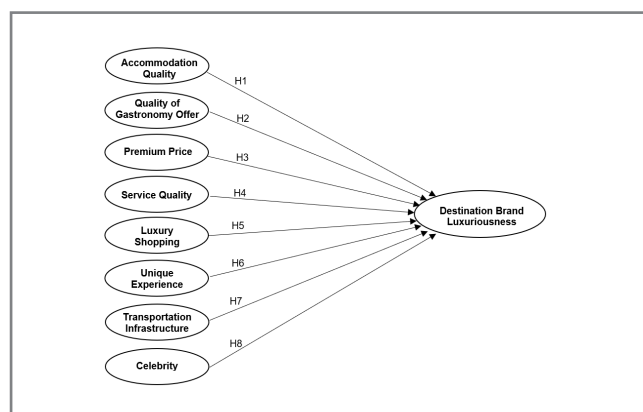 Accommodation
Quality
H1
Quality of
Gastronomy Offer
H2
Premium Price
H3
Service Quality
H4
Destination Brand
Luxuriousness
Luxury
Shopping
H5
Unique
Experience
H6
Transportation
Infrastructure
H7
Celebrity
H8